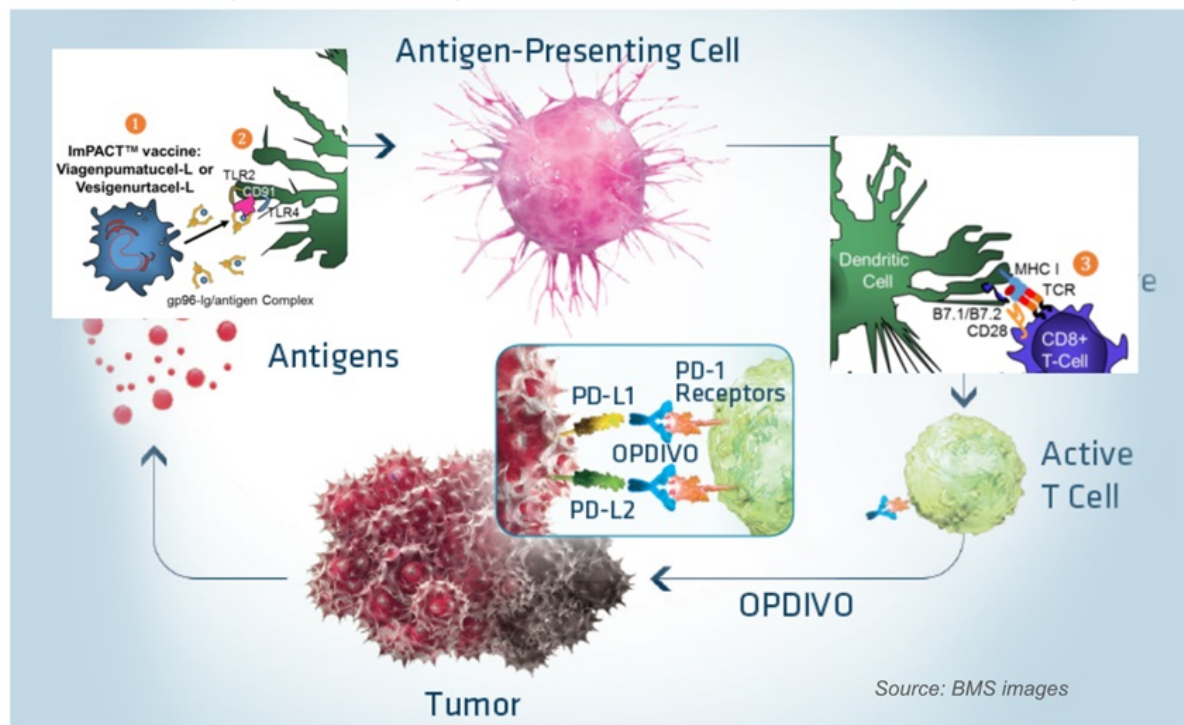 Antigen-Presenting Cell
1
ImPACT™ vaccine:
Viagenpumatucel-L or
Vesigenurtacel-L
2
TLR2
CD91
TLR4
gp96-Ig/antigen Complex
Antigens
Dendritic
Cell
MHC I
3
TCR
B7.1/B7.2
CD28
CD8+
T-Cell
PD-L1
PD-1
Receptors
OPDIVO
PD-L2
Active
T Cell
OPDIVO
Tumor
Source: BMS images